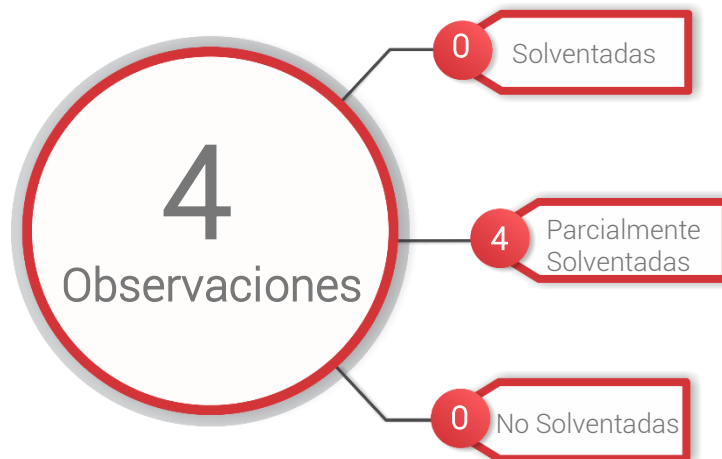 4
Observaciones
0
Solventadas
4
Parcialmente
Solventadas
0
No Solventadas